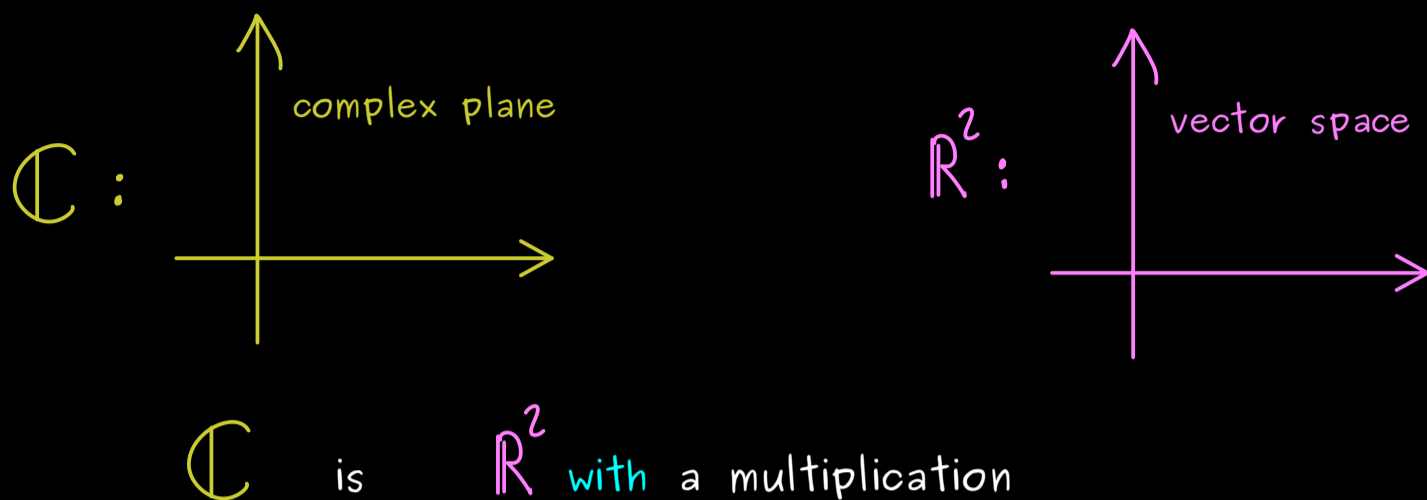 ℂ : complex plane
ℝ² : vector space
ℂ is ℝ² with a multiplication